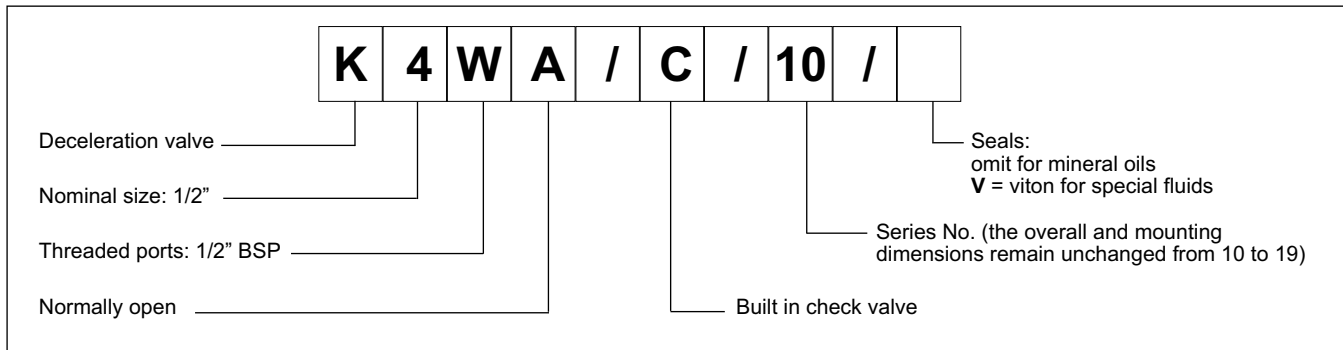 K 4 W A / C / 10 /
Deceleration valve
Nominal size: 1/2”
Threaded ports: 1/2” BSP
Normally open
Seals:
omit for mineral oils
V = viton for special fluids
Series No. (the overall and mounting
dimensions remain unchanged from 10 to 19)
Built in check valve